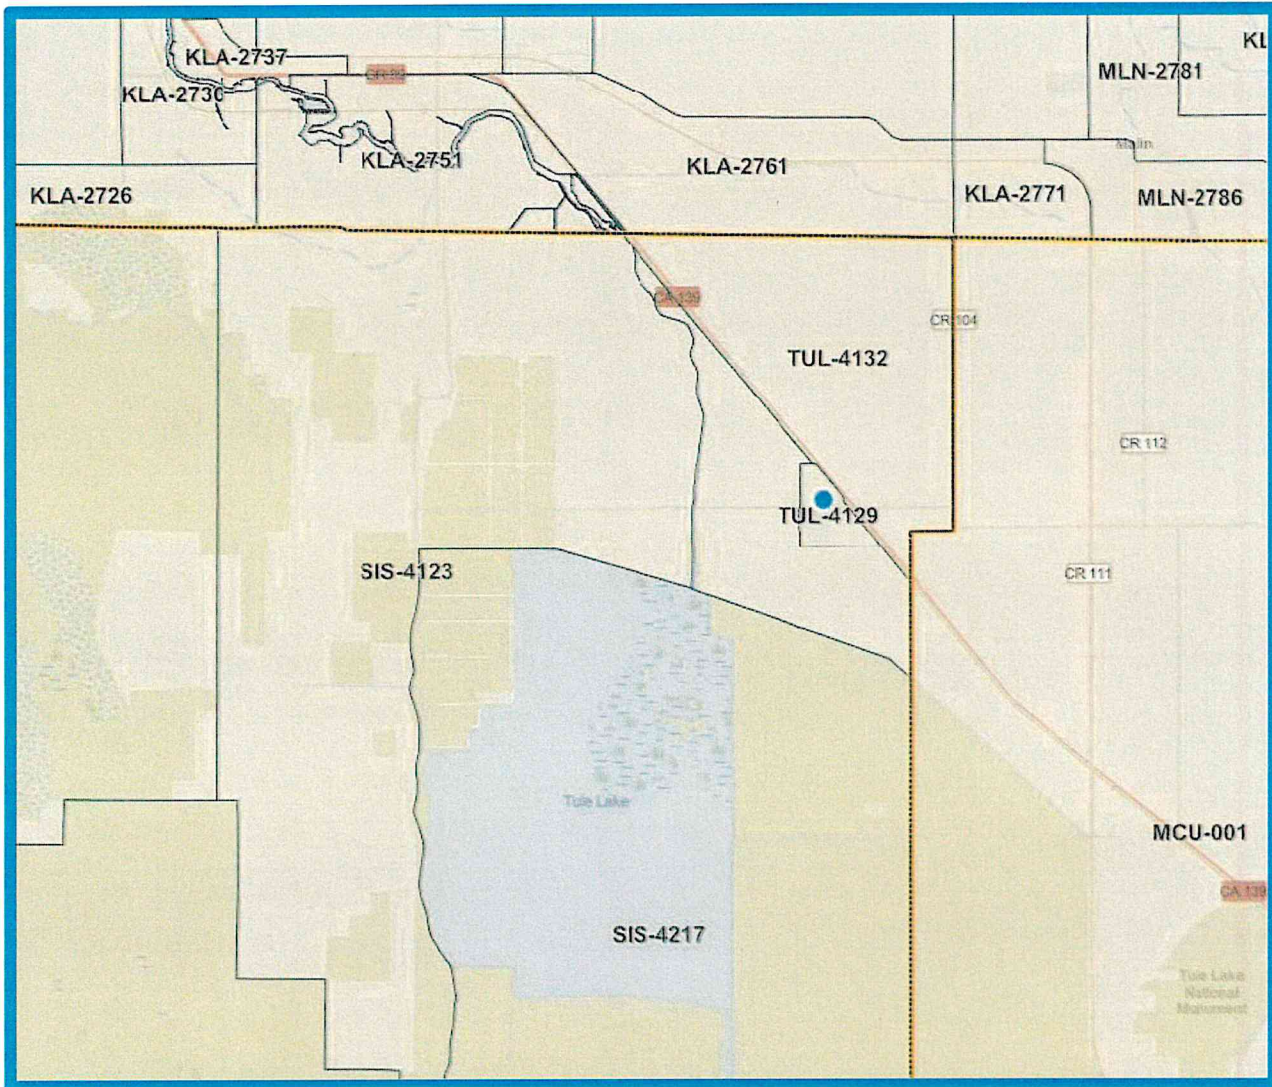 KL
KLA-2737
MLN-2781
KLA-2730
Malin
KLA-2751
KLA-2761
KLA-2726
KLA-2771
MLN-2786
CA 139
CR 104
TUL-4132
CR 112
TUL-4129
SIS-4123
CR 111
Tule Lake
MCU-001
CA 139
SIS-4217
Tule Lake
National
Monument